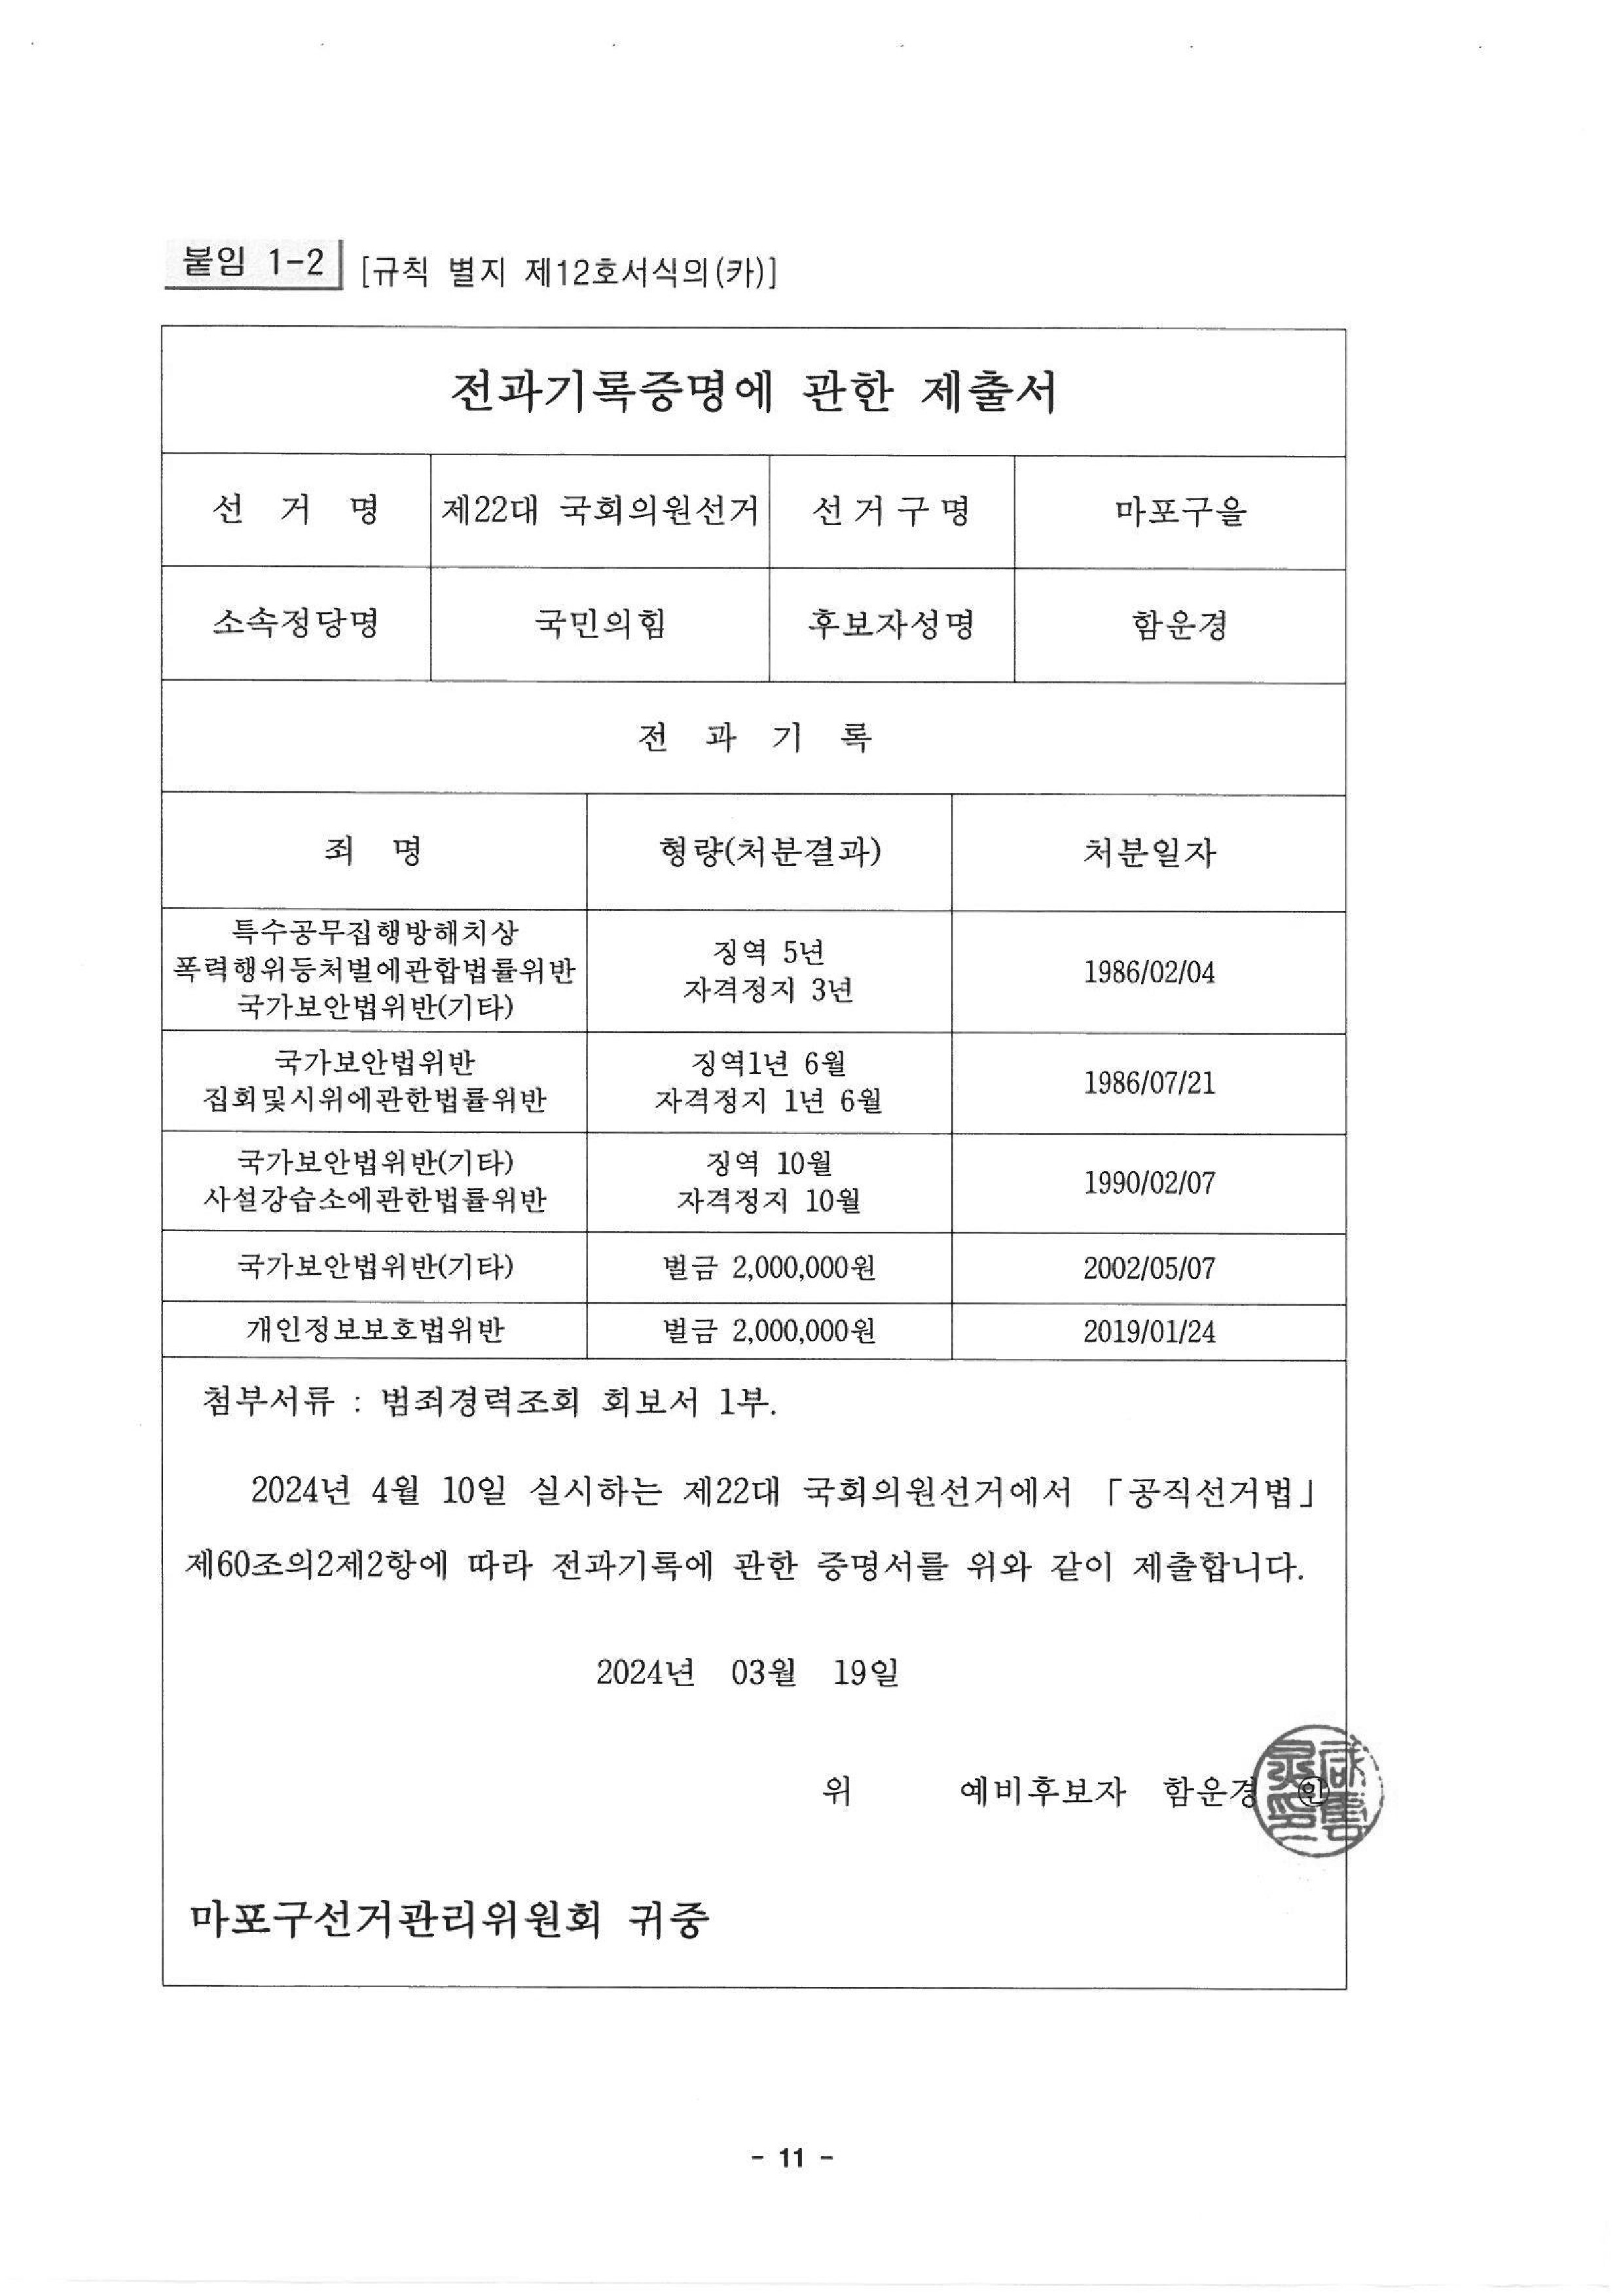 붙임 1-2 [규칙 별지 제12호서식의(카)]
전과기록증명에 관한 제출서
선 거 명 제22대 국회의원선거 선 거 구 명 마포구을
소속정당명 국민의힘 후보자성명 함운경
전 과 기 록
죄 명 형량(처분결과) 처분일자
특수공무집행방해치상
폭력행위등처벌에관합법률위반
국가보안법위반(기타)
징역 5년
자격정지 3년
1986/02/04
국가보안법위반
집회및시위에관한법률위반
징역1년 6월
자격정지 1년 6월
1986/07/21
국가보안법위반(기타)
사설강습소에관한법률위반
징역 10월
자격정지 10월
1990/02/07
국가보안법위반(기타) 벌금 2,000,000원 2002/05/07
개인정보보호법위반 벌금 2,000,000원 2019/01/24
첨부서류 : 범죄경력조회 회보서 1부.
2024년 4월 10일 실시하는 제22대 국회의원선거에서 「공직선거법」
제60조의2제2항에 따라 전과기록에 관한 증명서를 위와 같이 제출합니다.
2024년 03월 19일
위 예비후보자 함운경 ㊞
마포구선거관리위원회 귀중
- 11 -